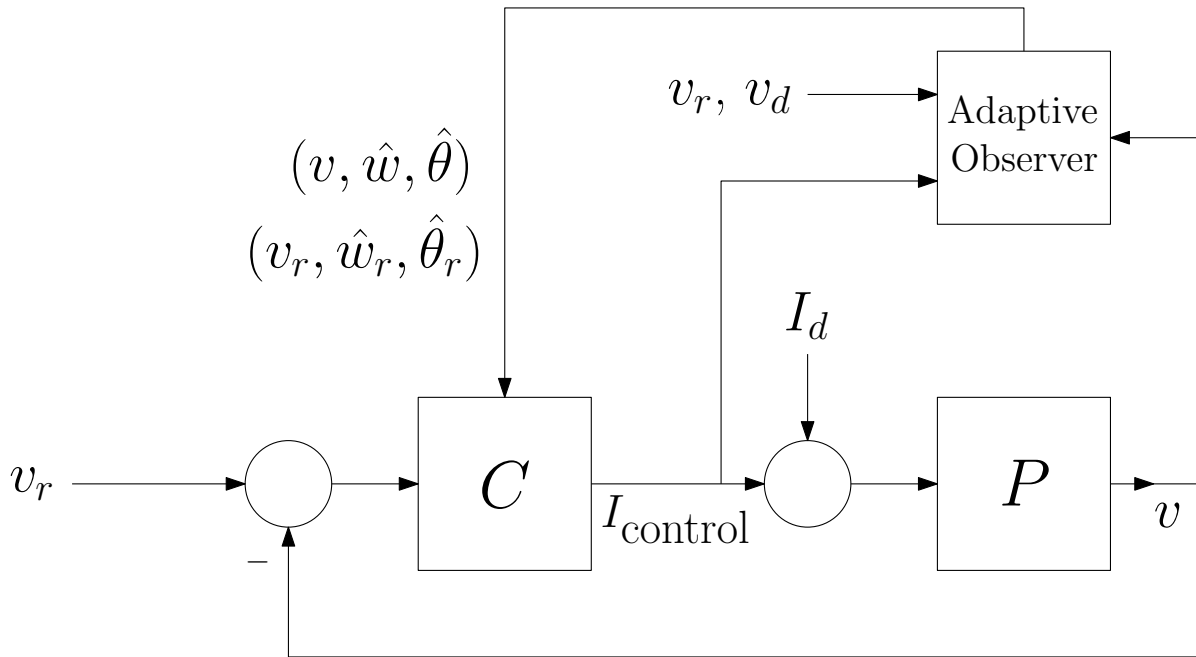 v_r, v_d
Adaptive
Observer
(v, ŵ, θ̂)
(v_r, ŵ_r, θ̂_r)
I_d
v_r
C
P
I_control
v
–